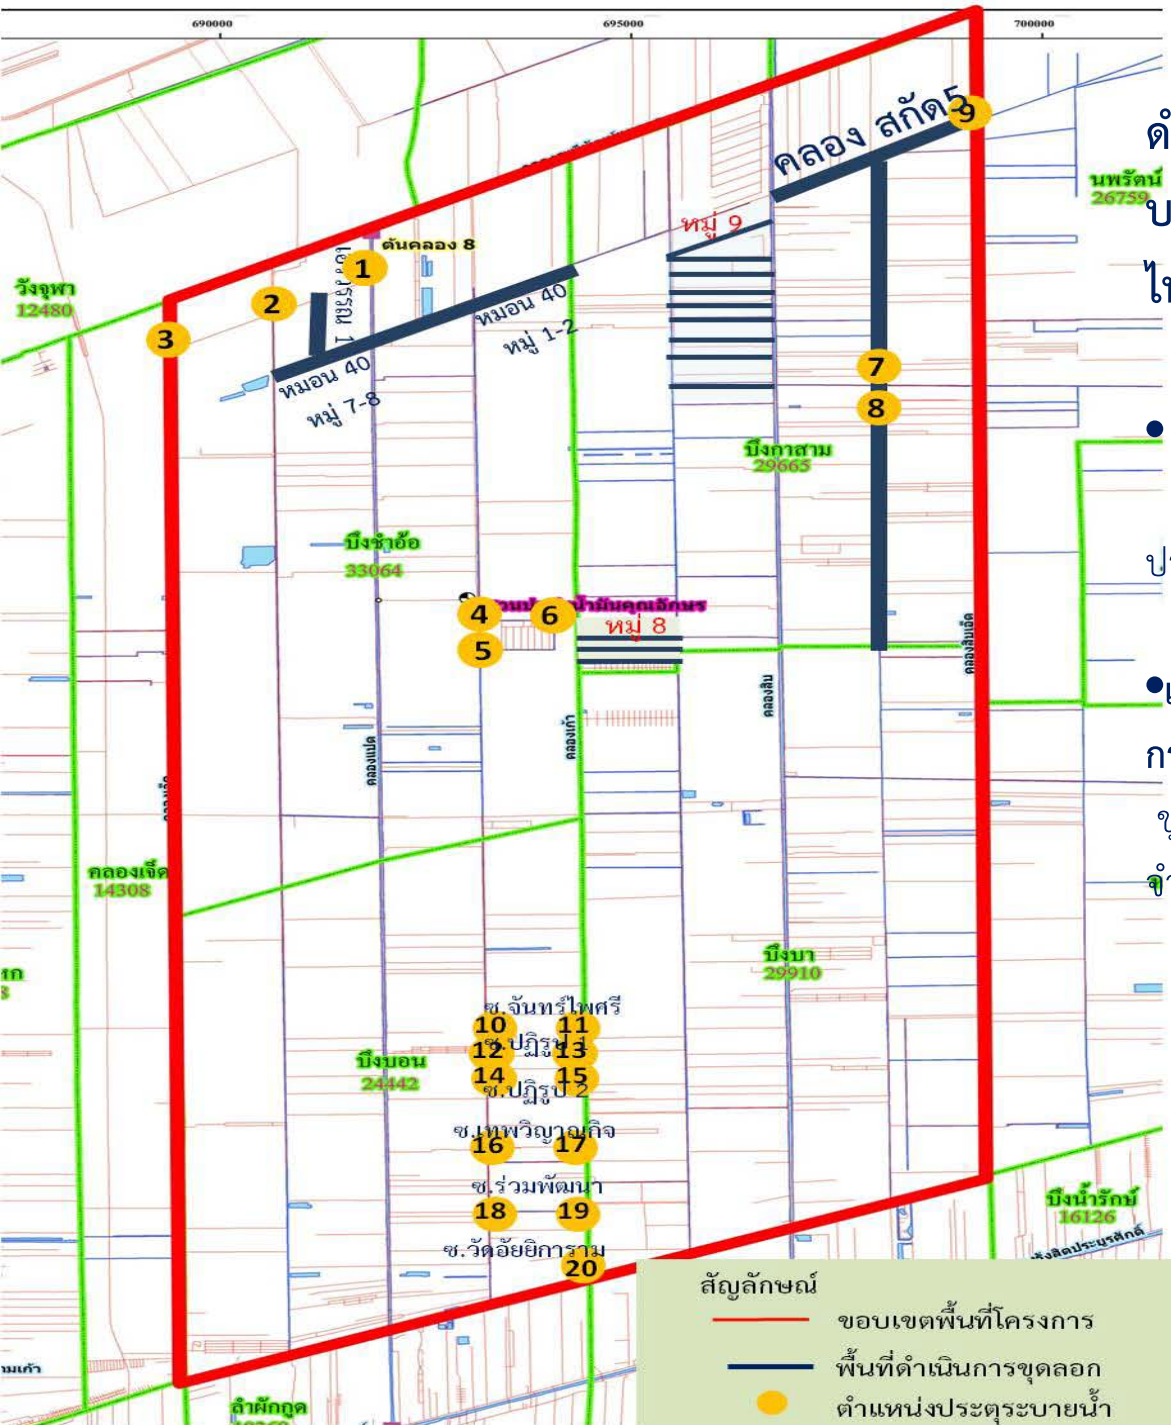 690000 695000 700000
คลอง สกัด5
9
นพรัตน์
26759
หมู่ 9
ต้นคลอง 8
1
วังจุฬา
12480
2
3
หมอน 40
หมู่ 1-2
หมอน 40
หมู่ 7-8
7
8
บึงกาสาม
29665
บึงชำอ้อ
33064
4
6
หมู่ 8
5
คลองสิบเอ็ด
คลองสิบ
คลองเก้า
คลองแปด
คลองเจ็ด
14308
บึงบา
29910
ซ.จันทร์ไพศรี
10 11
ซ.ปฏิรูป 1
12 13
บึงบอน
24442
14 15
ซ.ปฏิรูป 2
ซ.เทพวิญาณกิจ
16 17
ซ.ร่วมพัฒนา
บึงน้ำรักษ์
16126
18 19
ซ.วัดอัยยิการาม
20
ลำผักกูด
สัญลักษณ์
ขอบเขตพื้นที่โครงการ
พื้นที่ดำเนินการขุดลอก
ตำแหน่งประตูระบายน้ำ